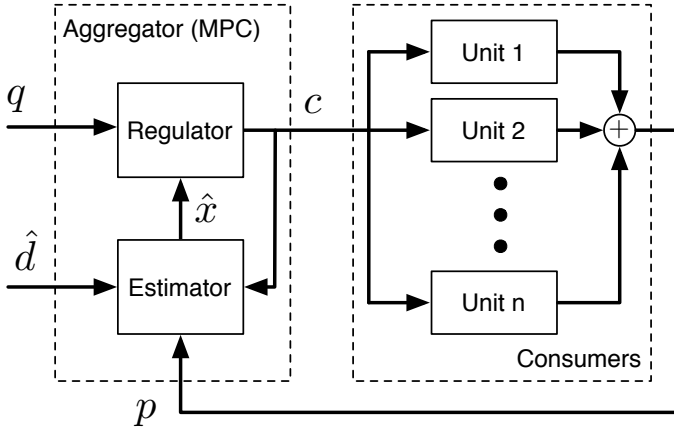 Aggregator (MPC)
q
Regulator
c
Unit 1
Unit 2
+
x̂
d̂
Estimator
Unit n
Consumers
p